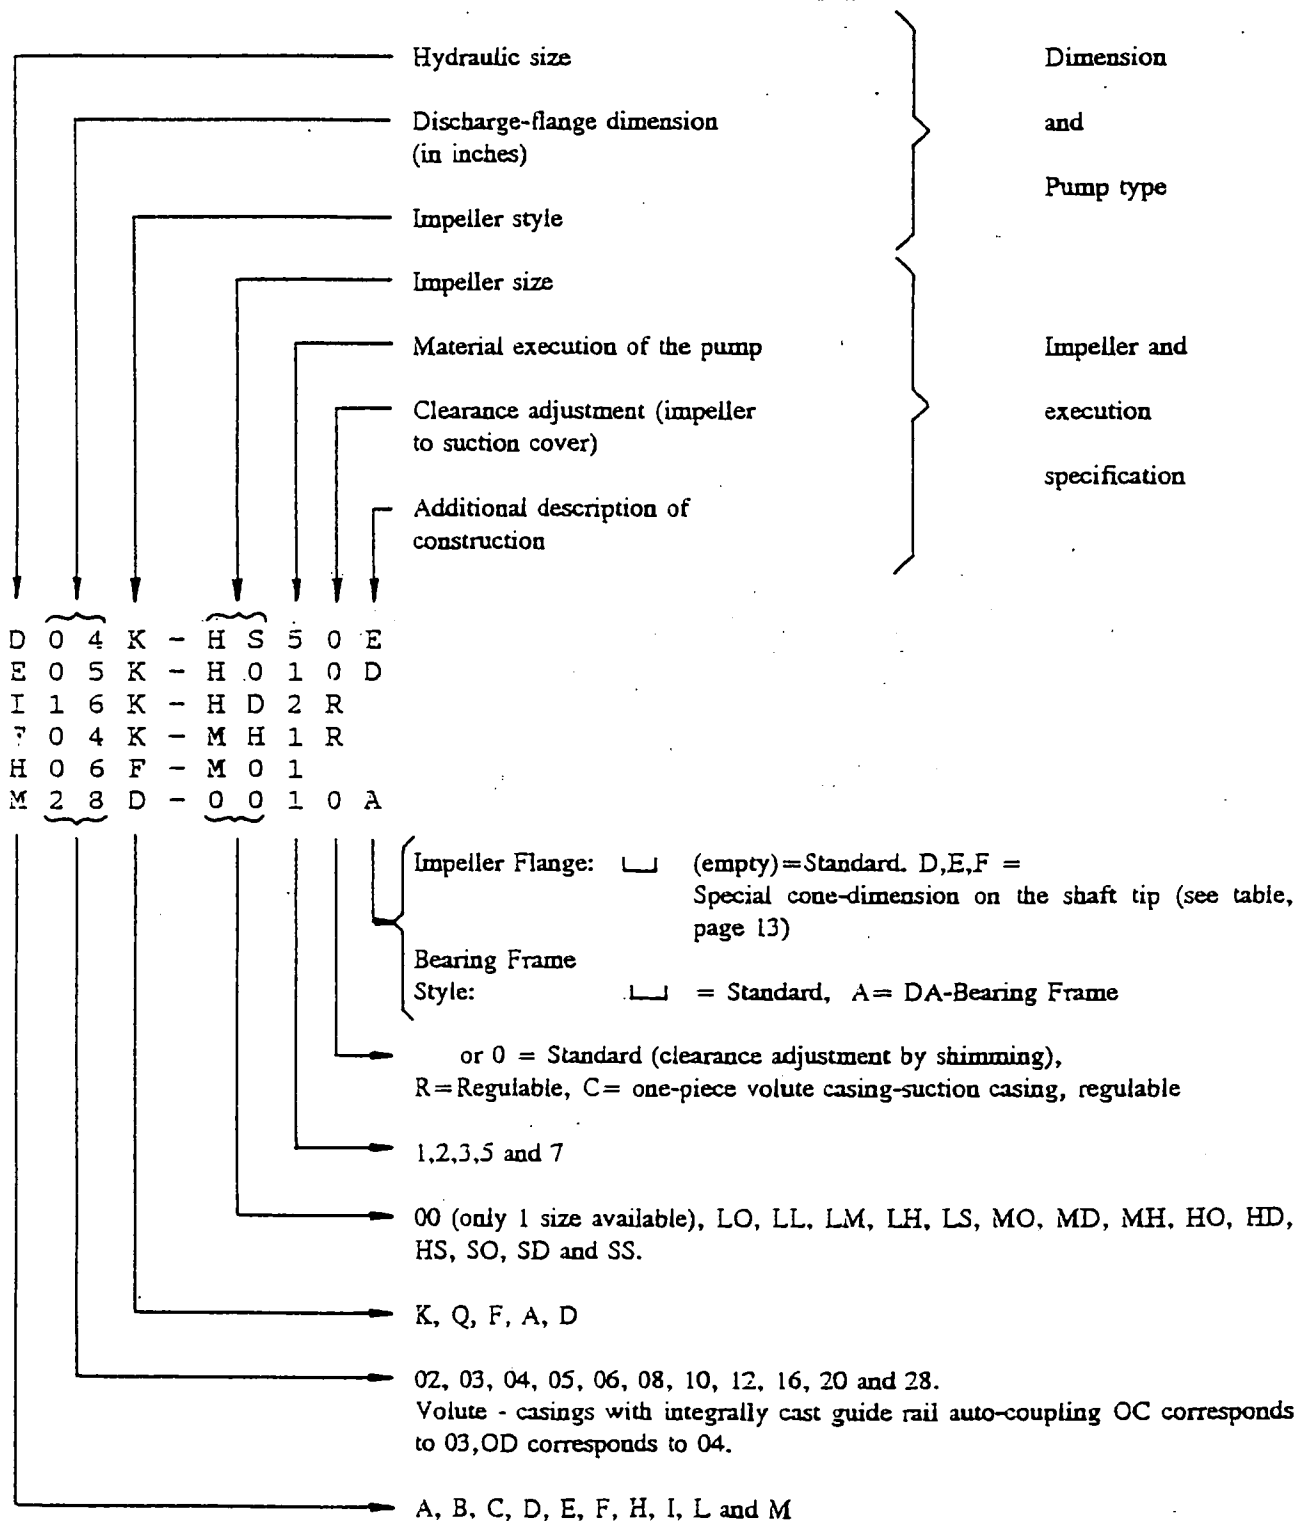 Hydraulic size
Dimension
Discharge-flange dimension
(in inches)
and
Pump type
Impeller style
Impeller size
Material execution of the pump
Impeller and
Clearance adjustment (impeller
to suction cover)
execution
specification
Additional description of
construction
D 0 4 K - H S 5 0 E
E 0 5 K - H 0 1 0 D
I 1 6 K - H D 2 R
0 4 K - M H 1 R
H 0 6 F - M 0 1
M 2 8 D - 0 0 1 0 A
Impeller Flange: (empty)=Standard. D,E,F =
Special cone-dimension on the shaft tip (see table,
page 13)
Bearing Frame
Style: = Standard, A= DA-Bearing Frame
or 0 = Standard (clearance adjustment by shimming),
R=Regulable, C= one-piece volute casing-suction casing, regulable
1,2,3,5 and 7
00 (only 1 size available), LO, LL, LM, LH, LS, MO, MD, MH, HO, HD,
HS, SO, SD and SS.
K, Q, F, A, D
02, 03, 04, 05, 06, 08, 10, 12, 16, 20 and 28.
Volute - casings with integrally cast guide rail auto-coupling OC corresponds
to 03,OD corresponds to 04.
A, B, C, D, E, F, H, I, L and M